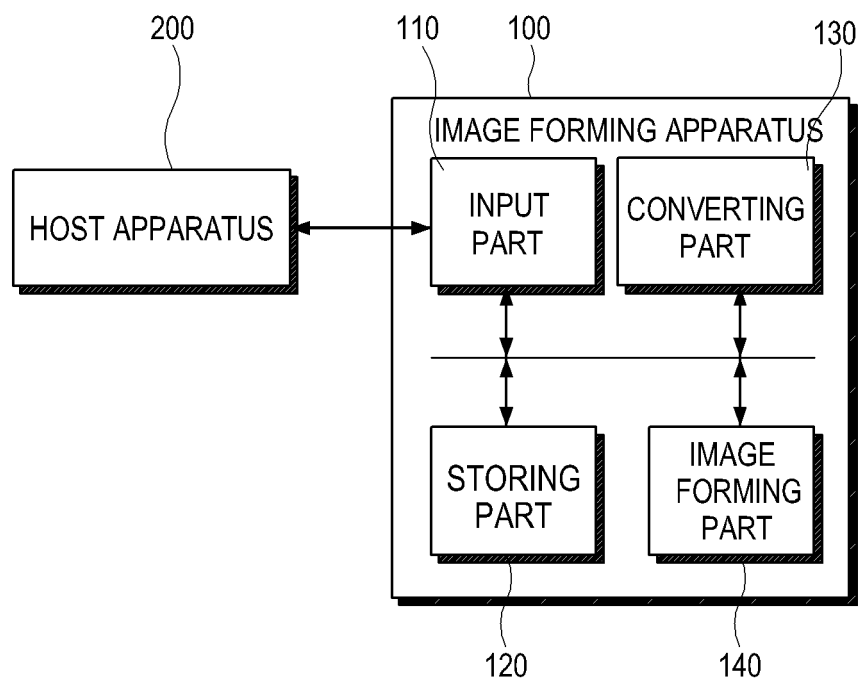 200
110
100
130
IMAGE FORMING APPARATUS
HOST APPARATUS
INPUT
PART
CONVERTING
PART
STORING
PART
IMAGE
FORMING
PART
120
140